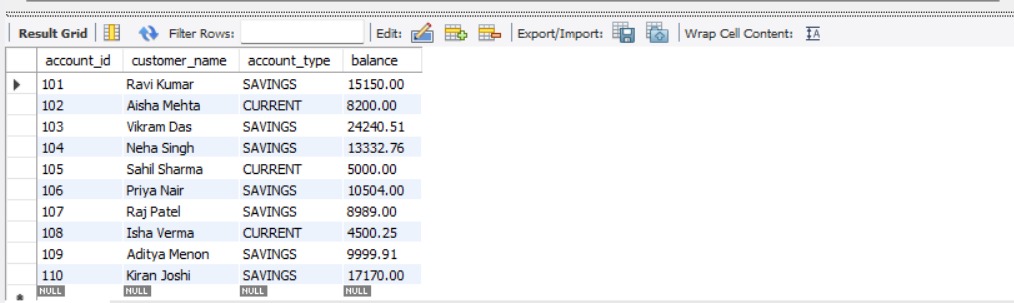 Result Grid Filter Rows: Edit: Export/Import: Wrap Cell Content: IA
account_id customer_name account_type balance
101 Ravi Kumar SAVINGS 15150.00
102 Aisha Mehta CURRENT 8200.00
103 Vikram Das SAVINGS 24240.51
104 Neha Singh SAVINGS 13332.76
105 Sahil Sharma CURRENT 5000.00
106 Priya Nair SAVINGS 10504.00
107 Raj Patel SAVINGS 8989.00
108 Isha Verma CURRENT 4500.25
109 Aditya Menon SAVINGS 9999.91
110 Kiran Joshi SAVINGS 17170.00
NULL NULL NULL NULL